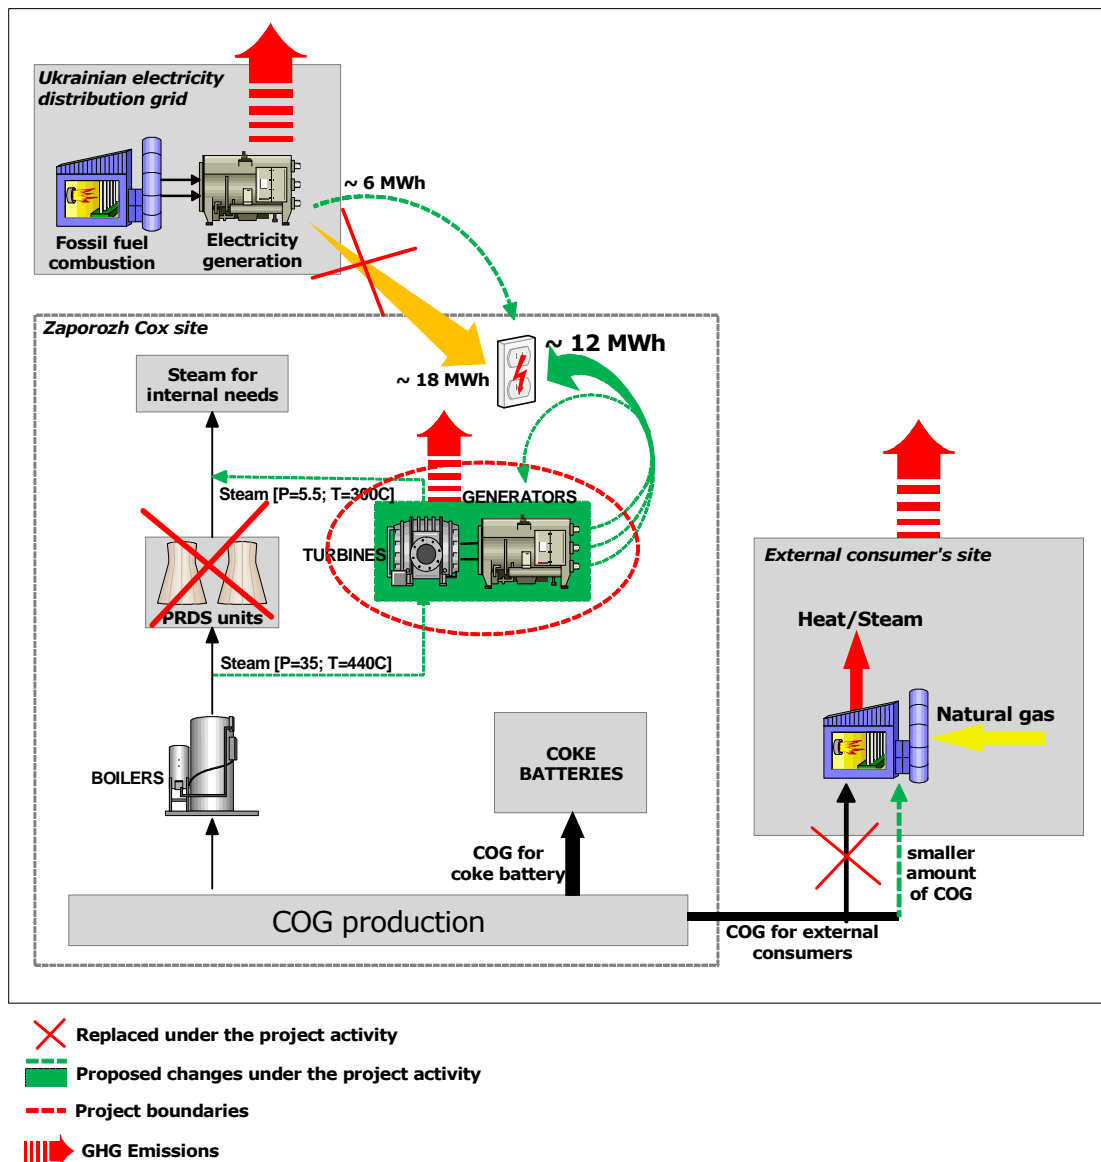 Ukrainian electricity
distribution grid
~ 6 MWh
Fossil fuel
combustion
Electricity
generation
Zaporozh Cox site
~ 12 MWh
~ 18 MWh
Steam for
internal needs
Steam [P=5.5; T=300C]
GENERATORS
TURBINES
PRDS units
Steam [P=35; T=440C]
BOILERS
COKE
BATTERIES
COG for
coke battery
COG production
External consumer's site
Heat/Steam
Natural gas
smaller
amount
of COG
COG for external
consumers
Replaced under the project activity
Proposed changes under the project activity
Project boundaries
GHG Emissions